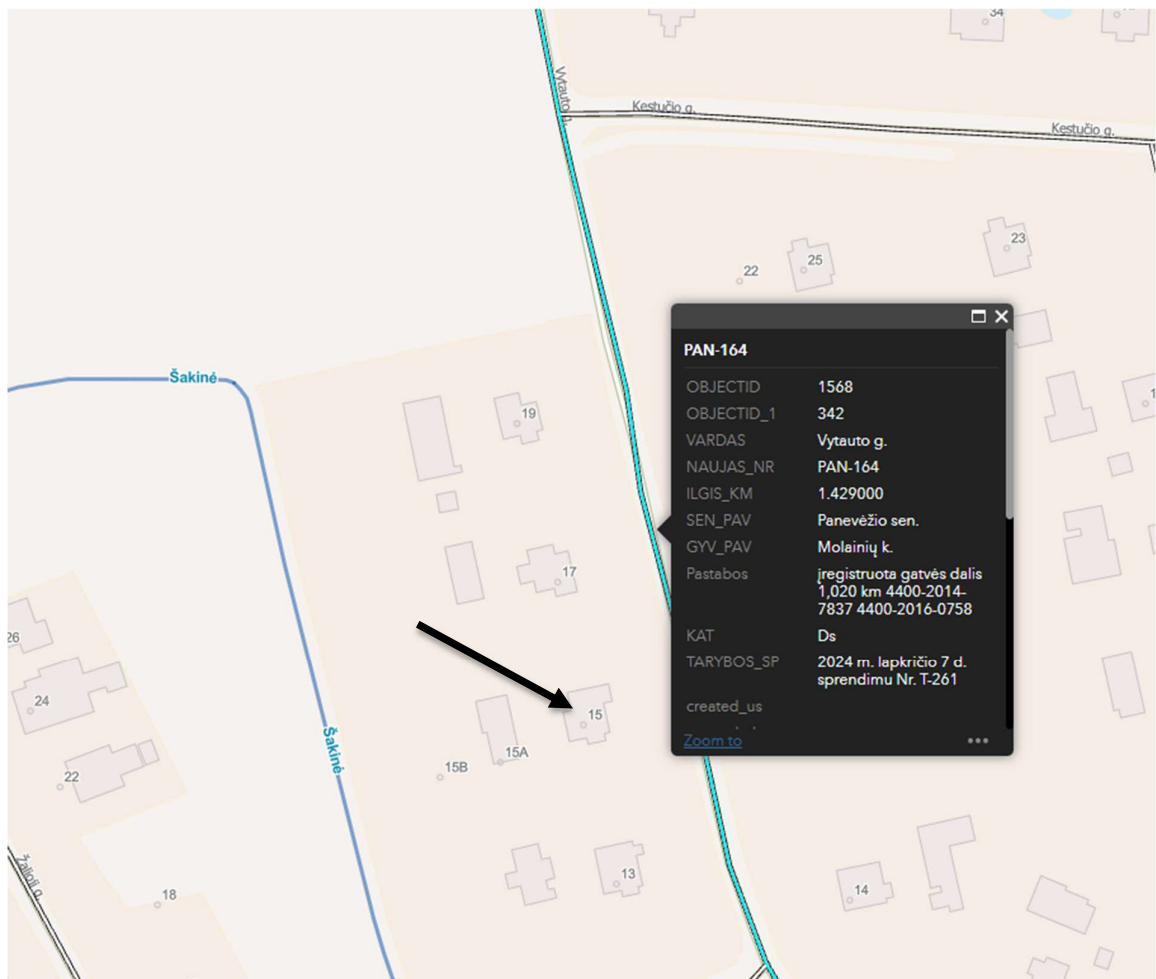 34
Vytauto g.
Kestučio g.
Kestučio g.
23
25
22
PAN-164
OBJECTID 1568
OBJECTID_1 342
VARDAS Vytauto g.
NAUJAS_NR PAN-164
ILGIS_KM 1.429000
SEN_PAV Panevėžio sen.
GYV_PAV Molainių k.
Pastabos įregistruota gatvės dalis
1,020 km 4400-2014-
7837 4400-2016-0758
KAT Ds
TARYBOS_SP 2024 m. lapkričio 7 d.
sprendimu Nr. T-261
created_us
Zoom to
Šakinė
19
17
26
24
15
15A
15B
Šakinė
22
13
14
18
Žalioji g.